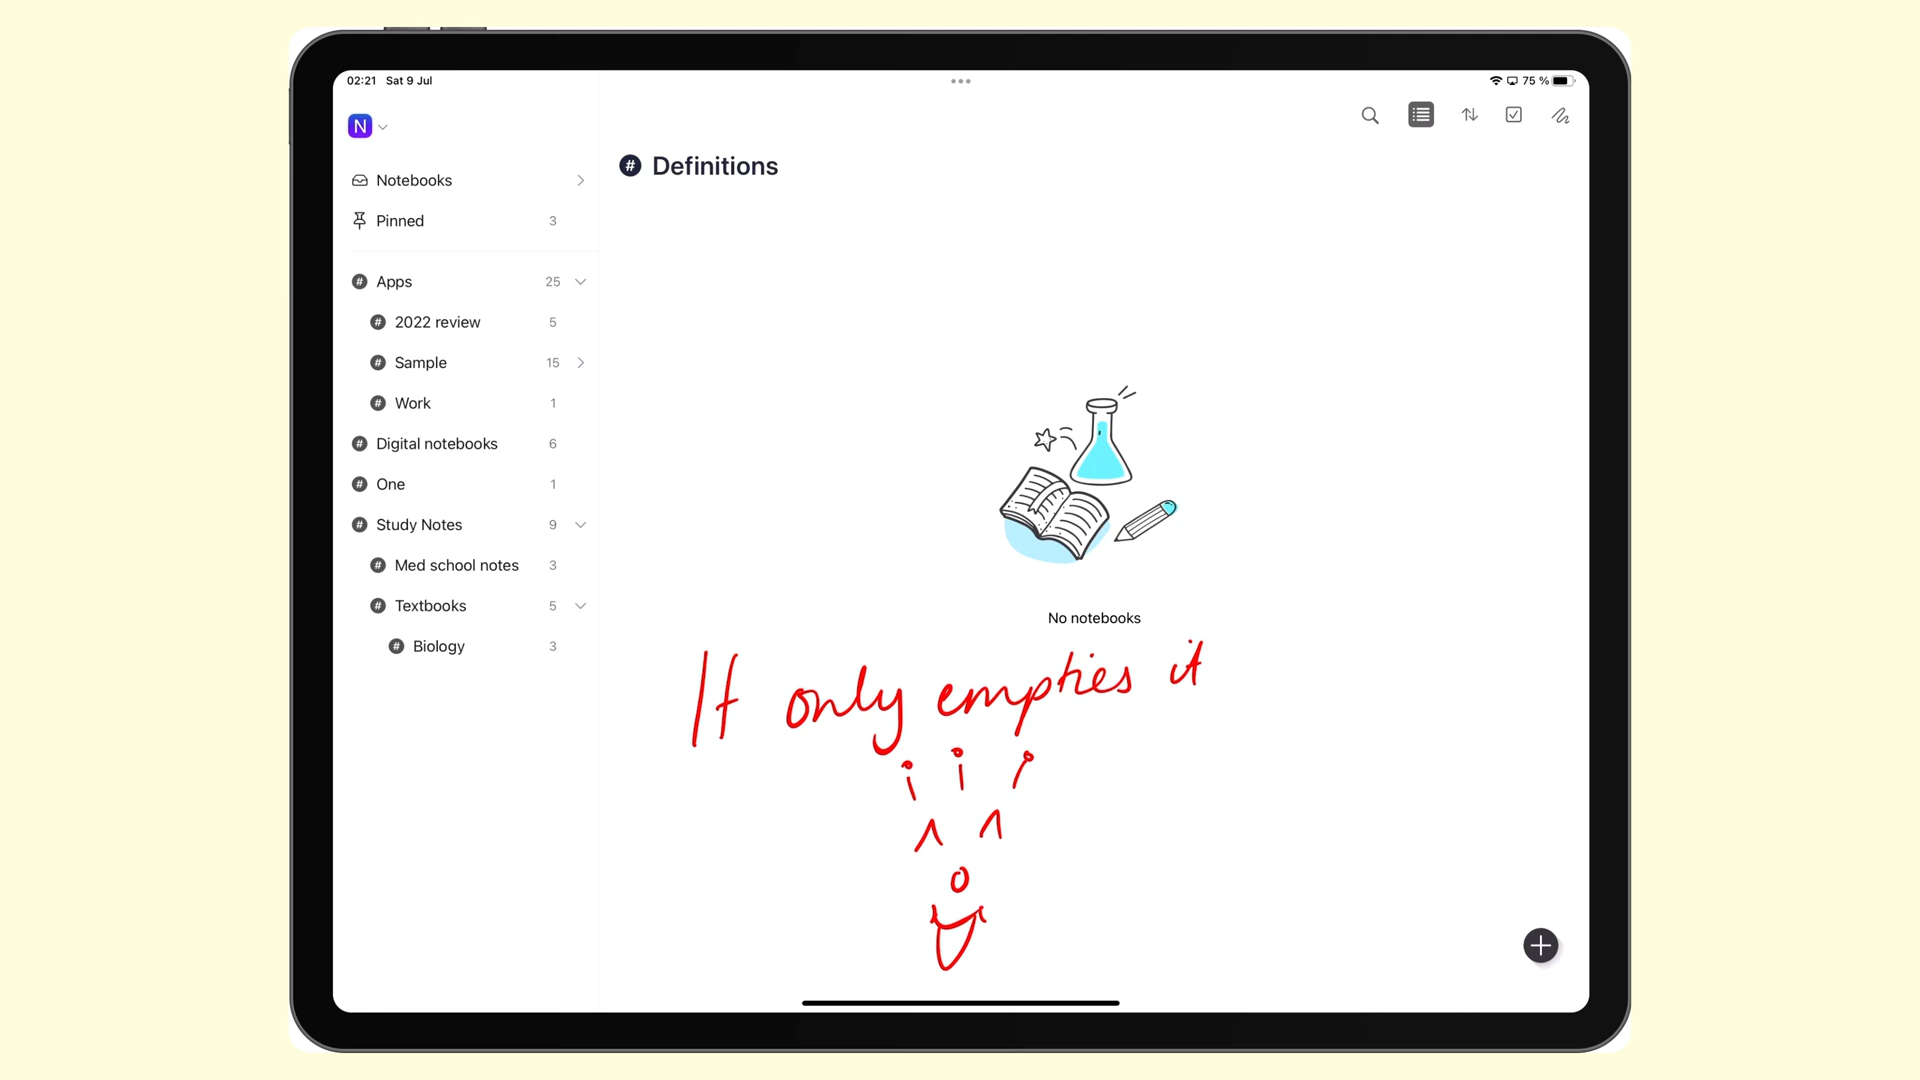 02:21 Sat 9 Jul
75 %
N
Notebooks
Pinned 3
# Apps 25
# 2022 review 5
# Sample 15
# Work 1
# Digital notebooks 6
# One 1
# Study Notes 9
# Med school notes 3
# Textbooks 5
# Biology 3
# Definitions
No notebooks
If only empties it